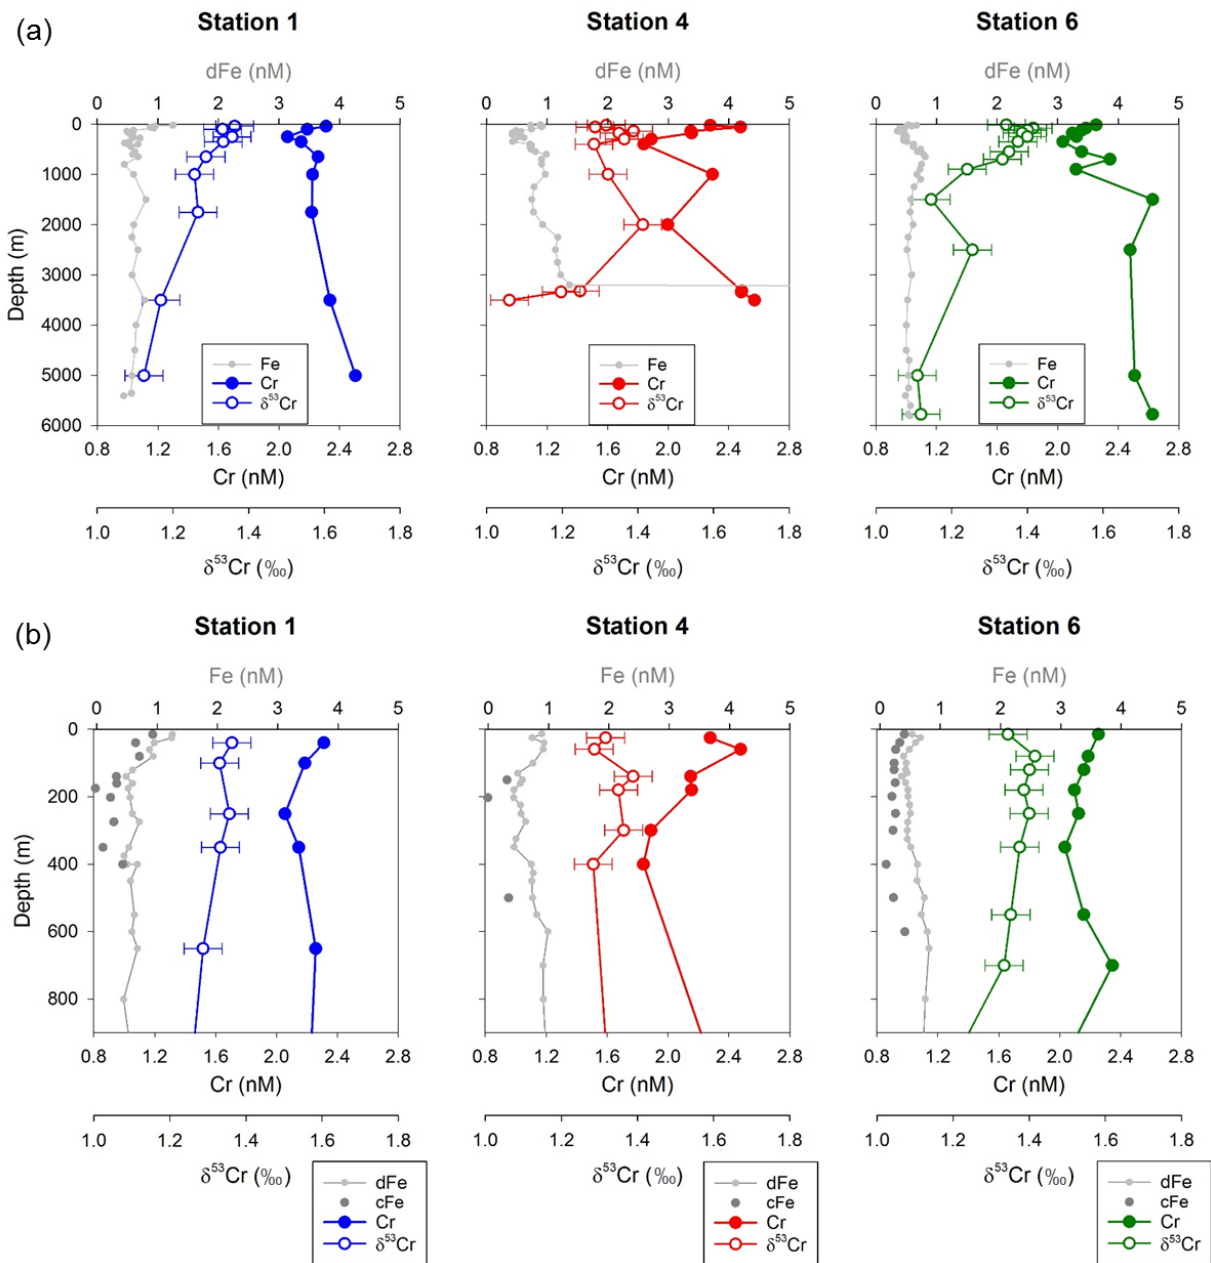 (a)
Station 1
Station 4
Station 6
dFe (nM)
dFe (nM)
dFe (nM)
0 1 2 3 4 5
0 1 2 3 4 5
0 1 2 3 4 5
0
1000
2000
3000
4000
5000
6000
Depth (m)
Fe
Cr
δ⁵³Cr
Fe
Cr
δ⁵³Cr
Fe
Cr
δ⁵³Cr
0.8 1.2 1.6 2.0 2.4 2.8
0.8 1.2 1.6 2.0 2.4 2.8
0.8 1.2 1.6 2.0 2.4 2.8
Cr (nM)
Cr (nM)
Cr (nM)
1.0 1.2 1.4 1.6 1.8
1.0 1.2 1.4 1.6 1.8
1.0 1.2 1.4 1.6 1.8
δ⁵³Cr (‰)
δ⁵³Cr (‰)
δ⁵³Cr (‰)
(b)
Station 1
Station 4
Station 6
Fe (nM)
Fe (nM)
Fe (nM)
0 1 2 3 4 5
0 1 2 3 4 5
0 1 2 3 4 5
0
200
400
600
800
Depth (m)
0.8 1.2 1.6 2.0 2.4 2.8
0.8 1.2 1.6 2.0 2.4 2.8
0.8 1.2 1.6 2.0 2.4 2.8
Cr (nM)
Cr (nM)
Cr (nM)
1.0 1.2 1.4 1.6 1.8
1.0 1.2 1.4 1.6 1.8
1.0 1.2 1.4 1.6 1.8
δ⁵³Cr (‰)
δ⁵³Cr (‰)
δ⁵³Cr (‰)
dFe
cFe
Cr
δ⁵³Cr
dFe
cFe
Cr
δ⁵³Cr
dFe
cFe
Cr
δ⁵³Cr